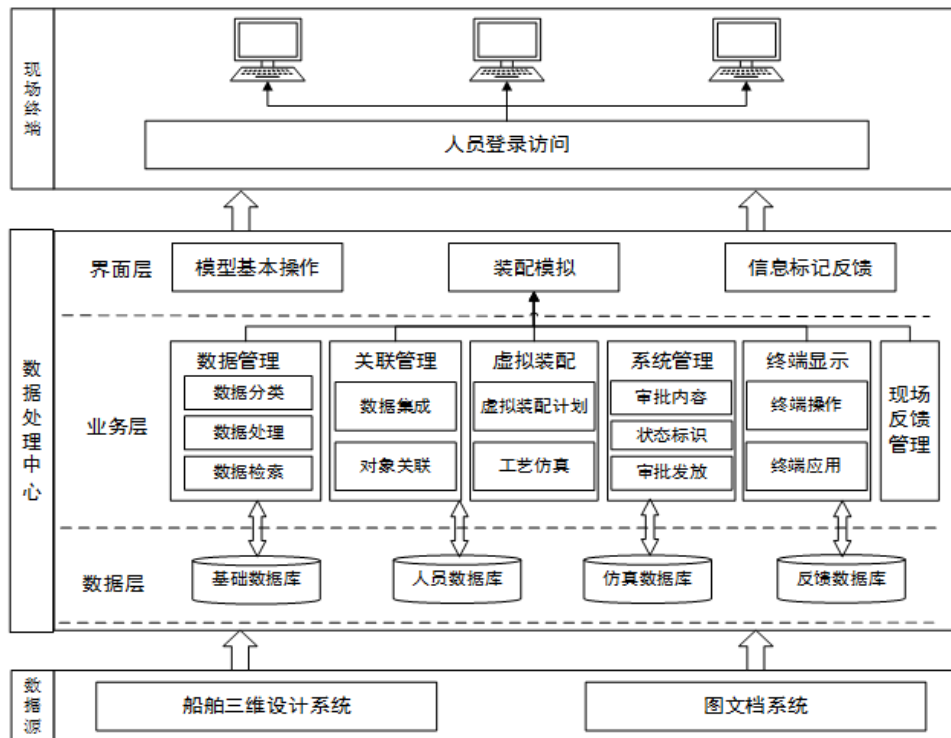 现场终端
人员登录访问
数据处理中心
界面层
模型基本操作
装配模拟
信息标记反馈
业务层
数据管理
数据分类
数据处理
数据检索
关联管理
数据集成
对象关联
虚拟装配
虚拟装配计划
工艺仿真
系统管理
审批内容
状态标识
审批发放
终端显示
终端操作
终端应用
现场
反馈
管理
数据层
基础数据库
人员数据库
仿真数据库
反馈数据库
数据源
船舶三维设计系统
图文档系统